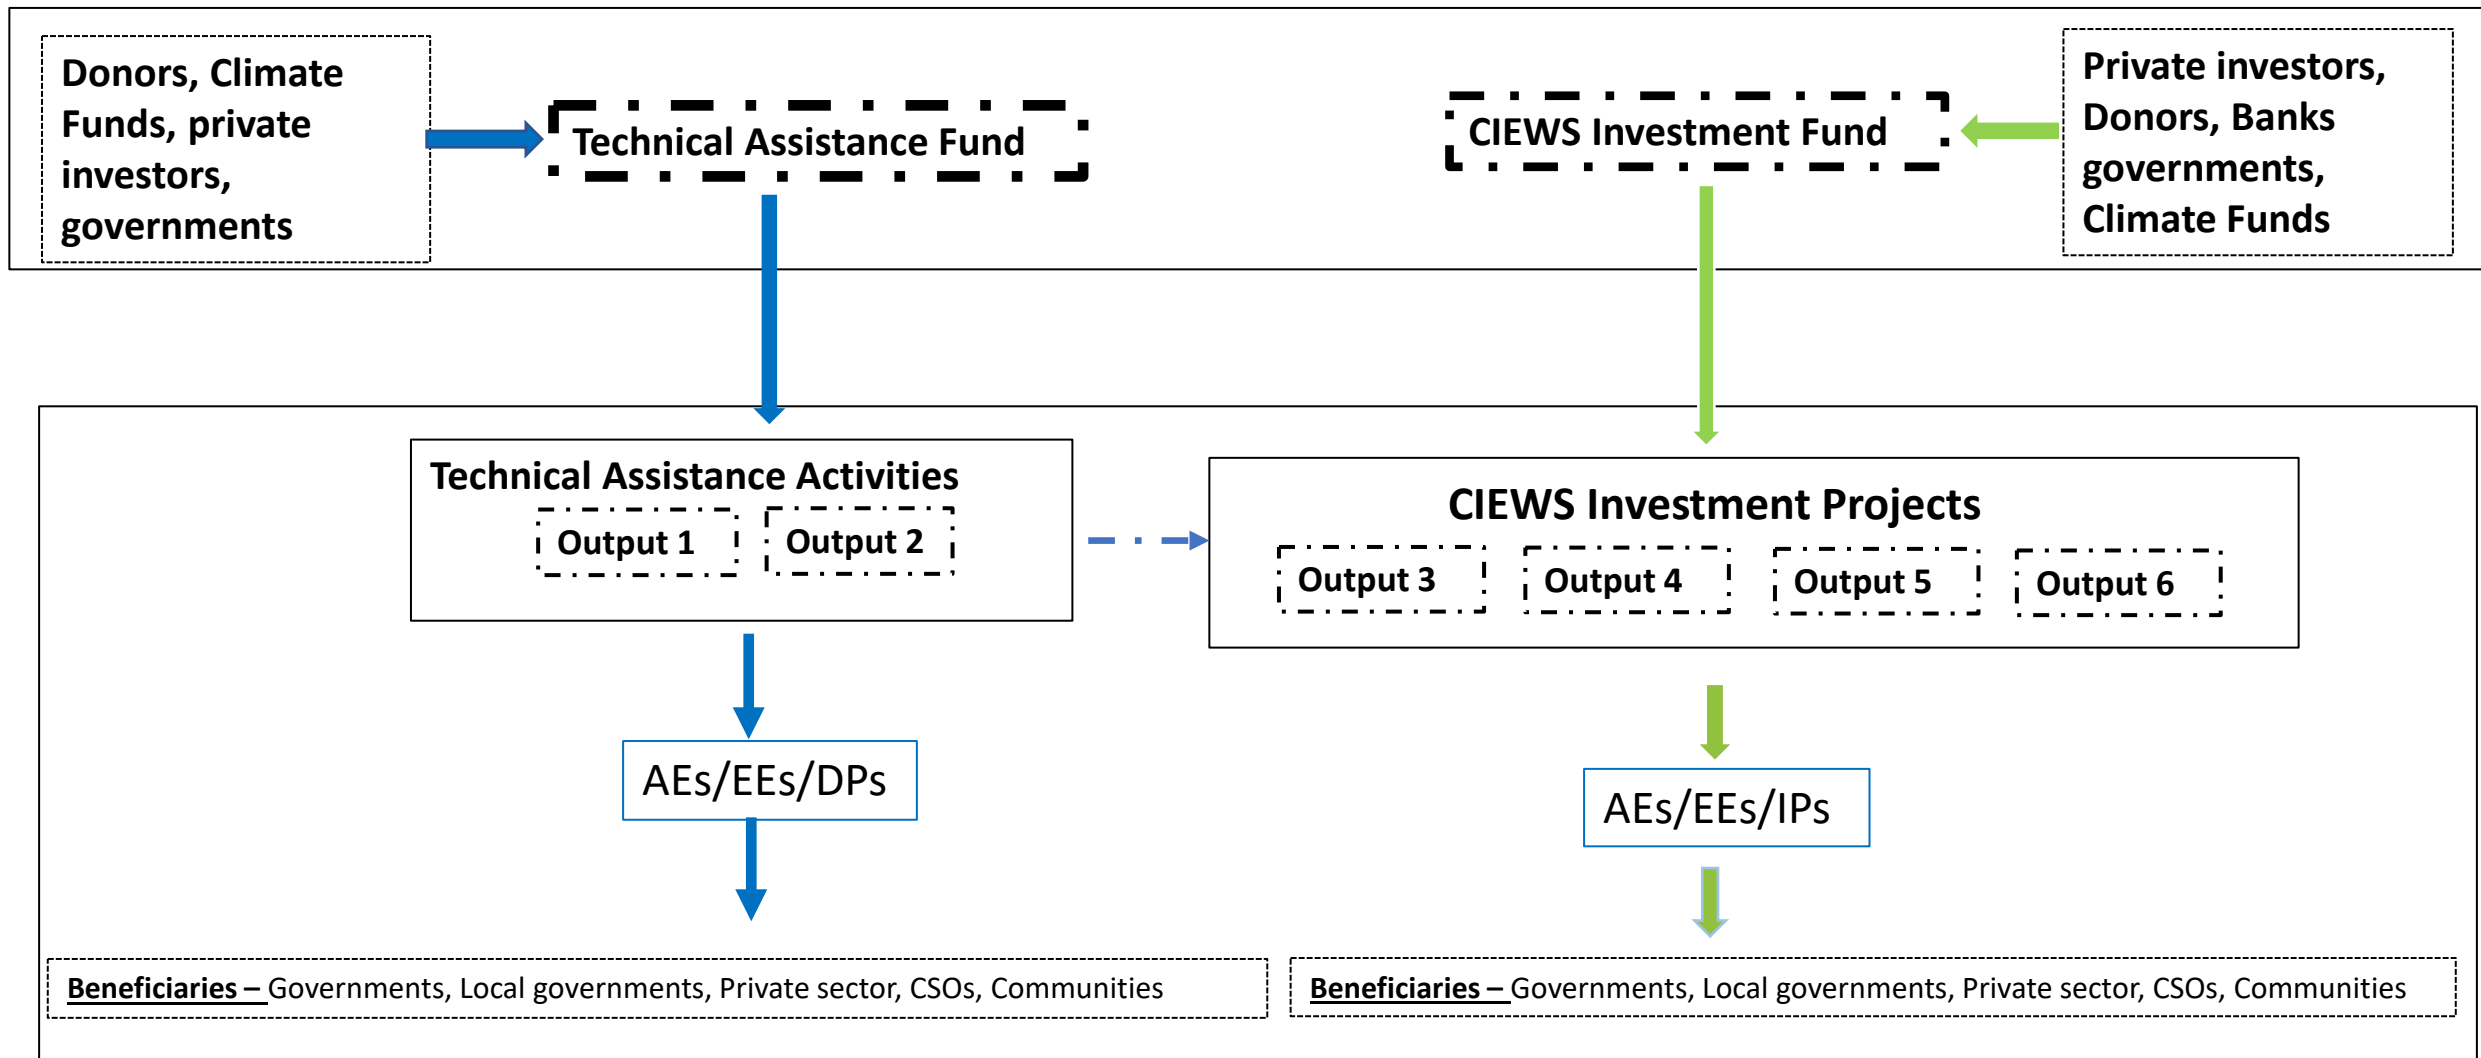 Donors, Climate
Funds, private
investors,
governments
Technical Assistance Fund
CIEWS Investment Fund
Private investors,
Donors, Banks
governments,
Climate Funds
Technical Assistance Activities
Output 1
Output 2
CIEWS Investment Projects
Output 3
Output 4
Output 5
Output 6
AEs/EEs/DPs
AEs/EEs/IPs
Beneficiaries – Governments, Local governments, Private sector, CSOs, Communities
Beneficiaries – Governments, Local governments, Private sector, CSOs, Communities